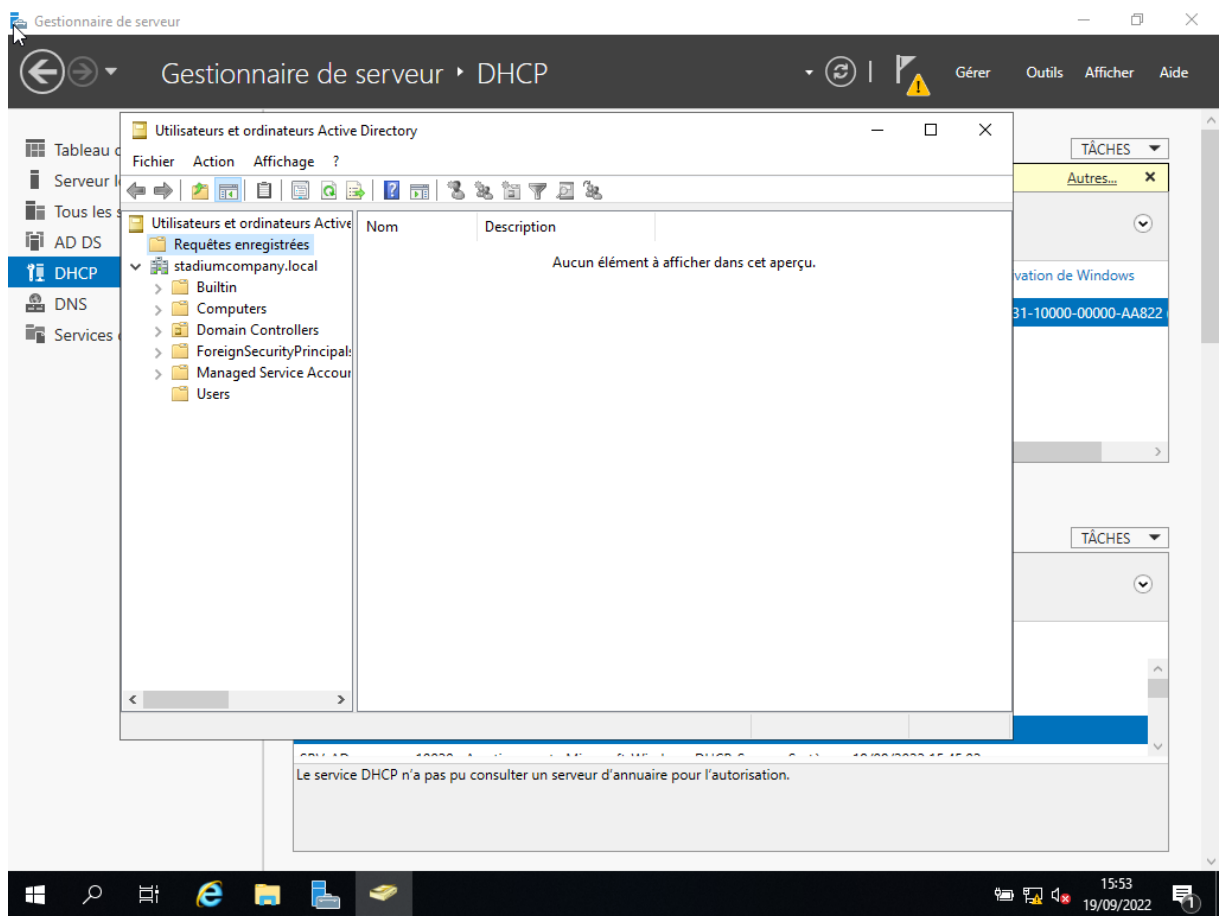 Gestionnaire de serveur
Gestionnaire de serveur ‣ DHCP
Gérer Outils Afficher Aide
Tableau
Serveur
Tous les
AD DS
DHCP
DNS
Services
Utilisateurs et ordinateurs Active Directory
Fichier Action Affichage ?
Utilisateurs et ordinateurs Active
Requêtes enregistrées
stadiumcompany.local
Builtin
Computers
Domain Controllers
ForeignSecurityPrincipals
Managed Service Accour
Users
Nom Description
Aucun élément à afficher dans cet aperçu.
TÂCHES
Autres...
vation de Windows
31-10000-00000-AA822
TÂCHES
Le service DHCP n'a pas pu consulter un serveur d'annuaire pour l'autorisation.
15:53
19/09/2022
1